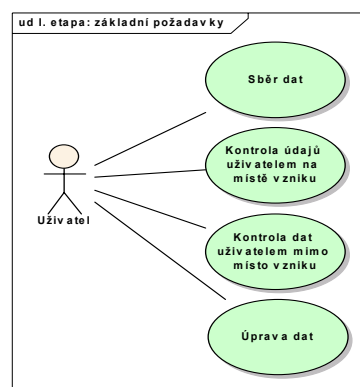 ud I. etapa: základní požadavky
Sběr dat
Kontrola údajů
uživatelem na
místě vzniku
Uživatel
Kontrola dat
uživatelem mimo
místo vzniku
Úprava dat